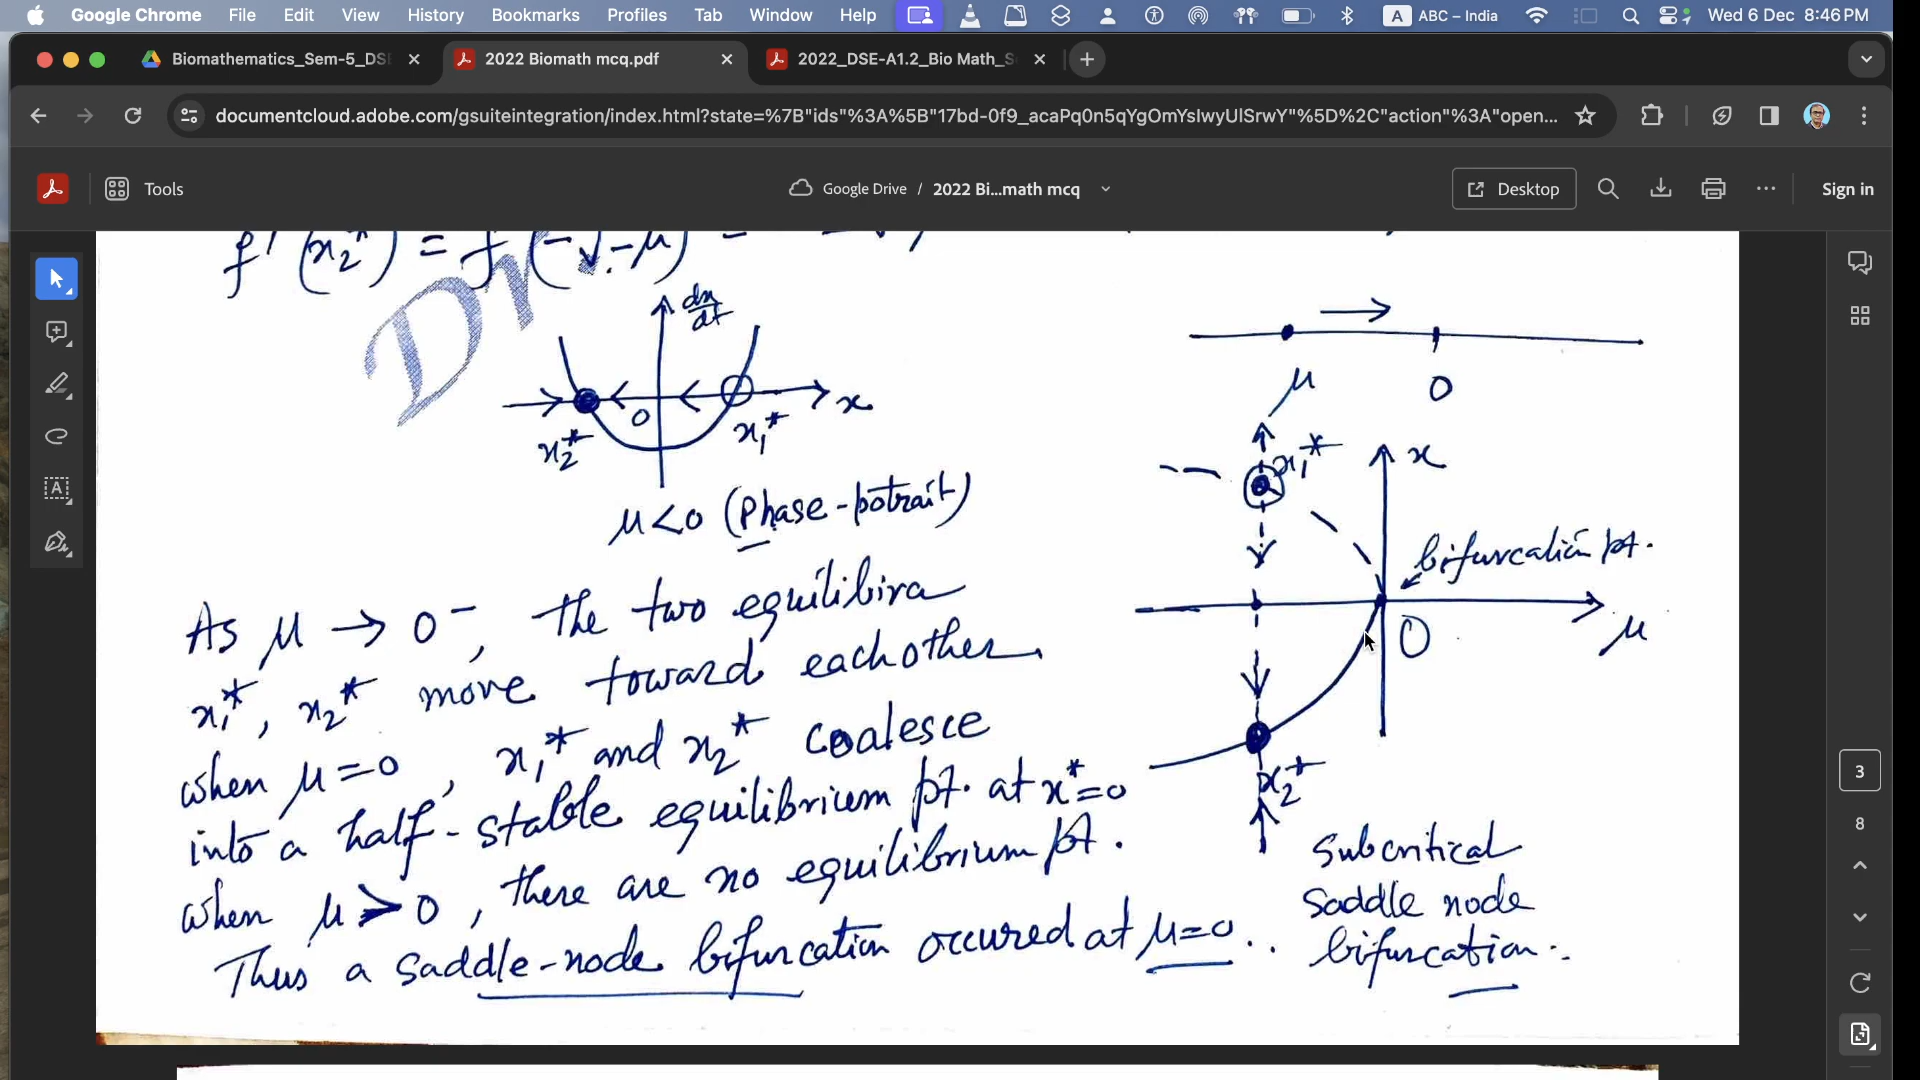 Google Chrome File Edit View History Bookmarks Profiles Tab Window Help A ABC – India Wed 6 Dec 8:46 PM
Biomathematics_Sem-5_DS 2022 Biomath mcq.pdf 2022_DSE-A1.2_Bio Math_S
documentcloud.adobe.com/gsuiteintegration/index.html?state=%7B"ids"%3A%5B"17bd-0f9_acaPq0n5qYgOmYsIwyUlSrwY"%5D%2C"action"%3A"open...
Tools Google Drive / 2022 Bi...math mcq Desktop Sign in
f'(x₂*) = f'(-√-μ) =
Dr
dx/dt
μ 0
0 x
x₂* x₁*
x₁* x
μ<0 (Phase-potrait)
bifurcation pt.
0 μ
As μ → 0⁻, the two equilibira
x₁*, x₂* move toward each other
when μ=0, x₁* and x₂* coalesce
x₂*
into a half-stable equilibrium pt. at x*=0
when μ > 0, there are no equilibrium pt.
Thus a saddle-node bifurcation occured at μ=0..
Subcritical
saddle node
bifurcation.
3
8